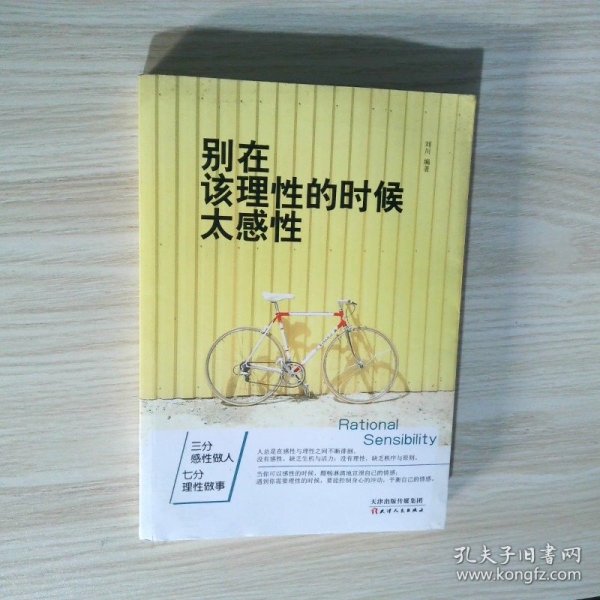 别在
该理性的时候
太感性
刘川 编著
Rational
Sensibility
三分
感性做人
七分
理性做事
人总是在感性与理性之间不断徘徊。
没有感性，缺乏生机与活力；没有理性，缺乏秩序与规则。
当你可以感性的时候，酣畅淋漓地宣泄自己的情感；
遇到你需要理性的时候，要能控制身心的冲动，平衡自己的情感。
天津出版传媒集团
天津人民出版社
孔夫子旧书网
www.kongfz.com